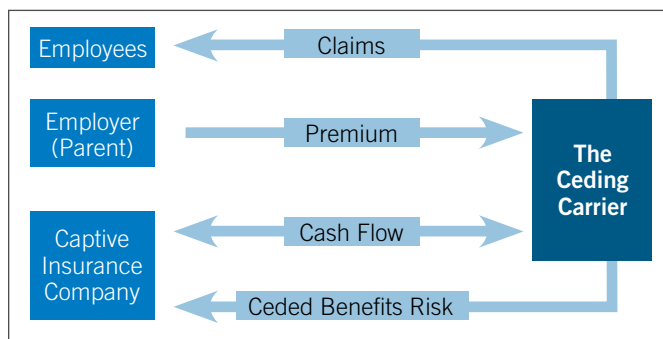 Employees
Claims
Employer
(Parent)
Premium
The
Ceding
Carrier
Captive
Insurance
Company
Cash Flow
Ceded Benefits Risk